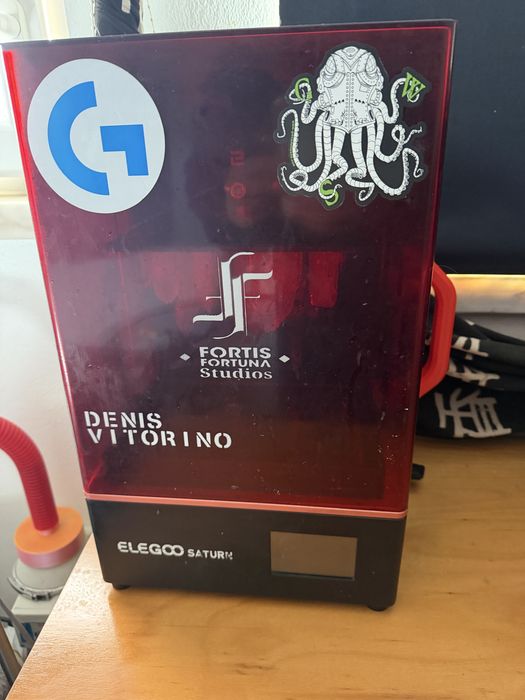 G
G W
S
FORTIS
FORTUNA
Studios
DENIS
VITORINO
ELEGOO SATURN